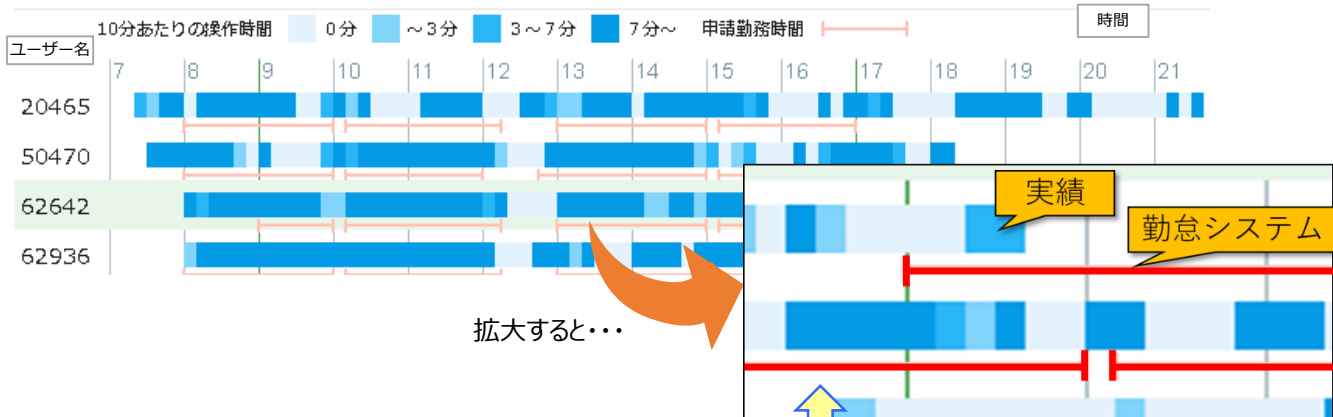 10分あたりの操作時間 0分 ～3分 3～7分 7分～ 申請勤務時間 時間
ユーザー名
7 8 9 10 11 12 13 14 15 16 17 18 19 20 21
20465
50470
62642
62936
実績
勤怠システム
拡大すると・・・